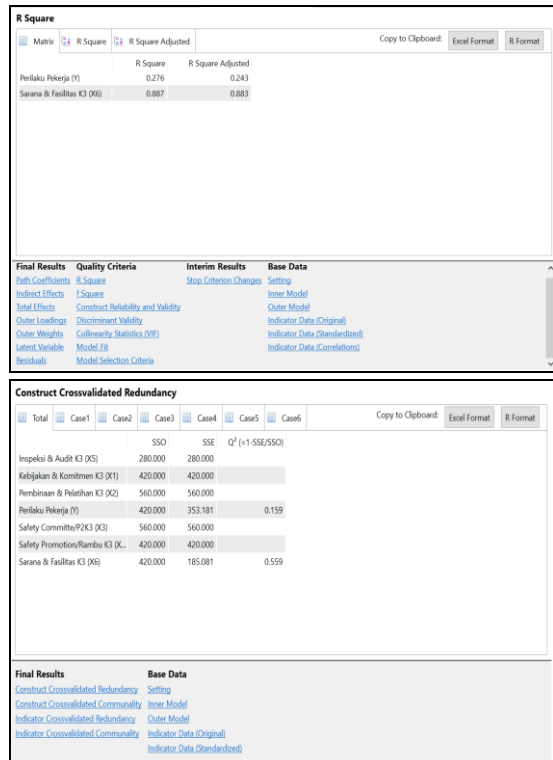 R Square
Matrix R Square R Square Adjusted Copy to Clipboard: Excel Format R Format
R Square R Square Adjusted
Perilaku Pekerja (Y) 0.276 0.243
Sarana & Fasilitas K3 (X6) 0.887 0.883
Final Results Quality Criteria Interim Results Base Data
Path Coefficients R Square Stop Criterion Changes Setting
Indirect Effects f Square Inner Model
Total Effects Construct Reliability and Validity Outer Model
Outer Loadings Discriminant Validity Indicator Data (Original)
Outer Weights Collinearity Statistics (VIF) Indicator Data (Standardized)
Latent Variable Model Fit Indicator Data (Correlations)
Residuals Model Selection Criteria
Construct Crossvalidated Redundancy
Total Case1 Case2 Case3 Case4 Case5 Case6 Copy to Clipboard: Excel Format R Format
SSO SSE Q² (=1-SSE/SSO)
Inspeksi & Audit K3 (X5) 280.000 280.000
Kebijakan & Komitmen K3 (X1) 420.000 420.000
Pembinaan & Pelatihan K3 (X2) 560.000 560.000
Perilaku Pekerja (Y) 420.000 353.181 0.159
Safety Committe/P2K3 (X3) 560.000 560.000
Safety Promotion/Rambu K3 (X... 420.000 420.000
Sarana & Fasilitas K3 (X6) 420.000 185.081 0.559
Final Results Base Data
Construct Crossvalidated Redundancy Setting
Construct Crossvalidated Communality Inner Model
Indicator Crossvalidated Redundancy Outer Model
Indicator Crossvalidated Communality Indicator Data (Original)
Indicator Data (Standardized)